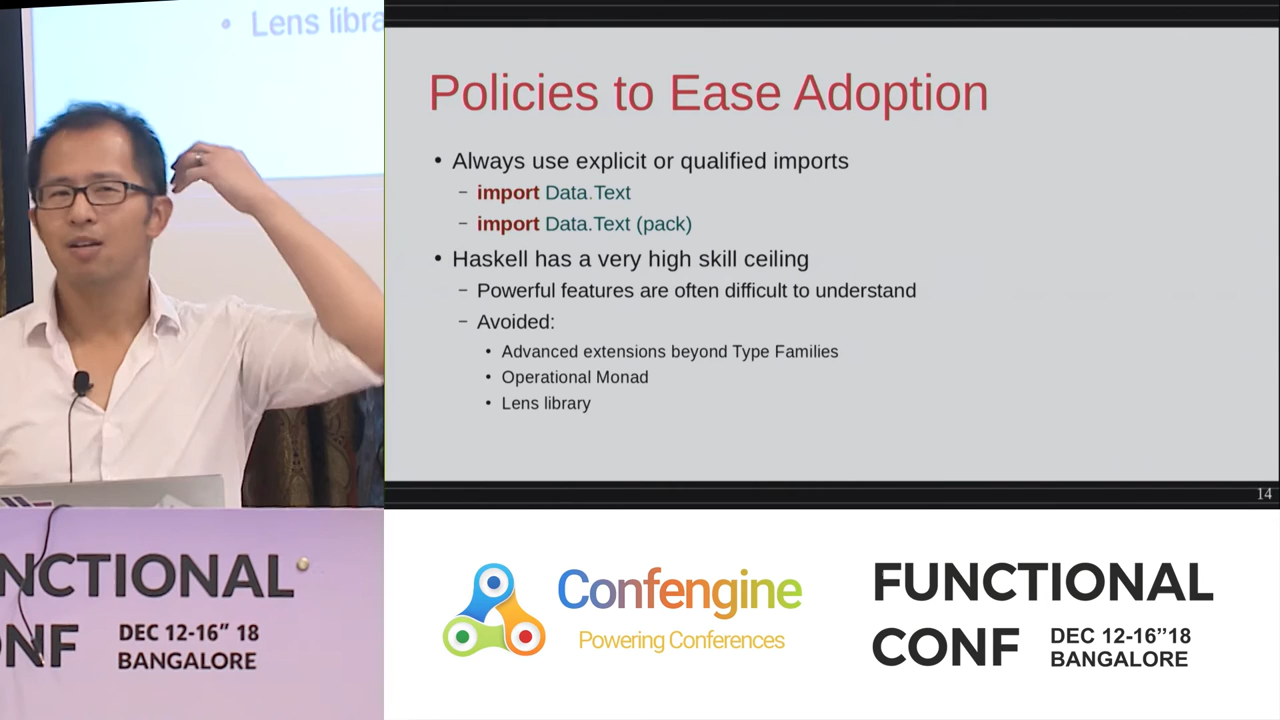 • Lens libra
Policies to Ease Adoption
• Always use explicit or qualified imports
– import Data.Text
– import Data.Text (pack)
• Haskell has a very high skill ceiling
– Powerful features are often difficult to understand
– Avoided:
• Advanced extensions beyond Type Families
• Operational Monad
• Lens library
14
NCTIONAL
NF
DEC 12-16” 18
BANGALORE
Confengine
Powering Conferences
FUNCTIONAL
CONF
DEC 12-16”18
BANGALORE